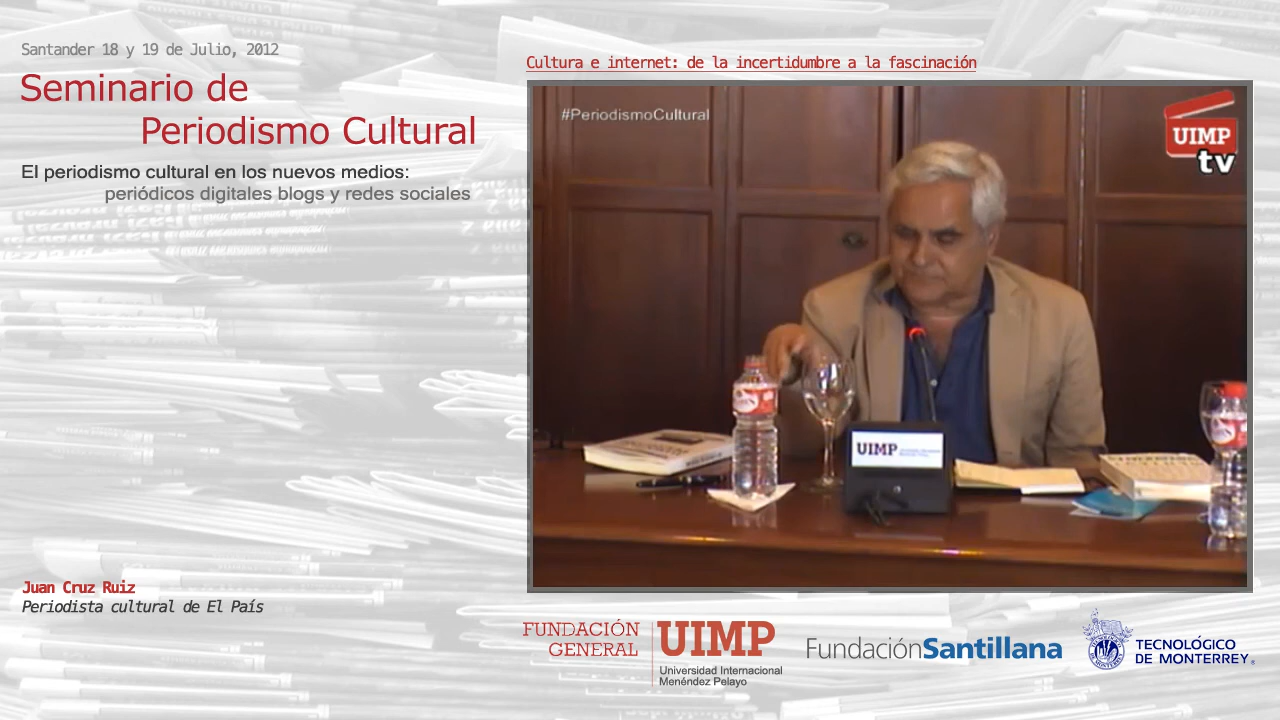 Santander 18 y 19 de Julio, 2012
Seminario de
Periodismo Cultural
El periodismo cultural en los nuevos medios:
periódicos digitales blogs y redes sociales
Cultura e internet: de la incertidumbre a la fascinación
#PeriodismoCultural
UIMP
tv
UIMP
Juan Cruz Ruiz
Periodista cultural de El País
FUNDACIÓN
GENERAL
UIMP
Universidad Internacional
Menéndez Pelayo
FundaciónSantillana
TECNOLÓGICO
DE MONTERREY®